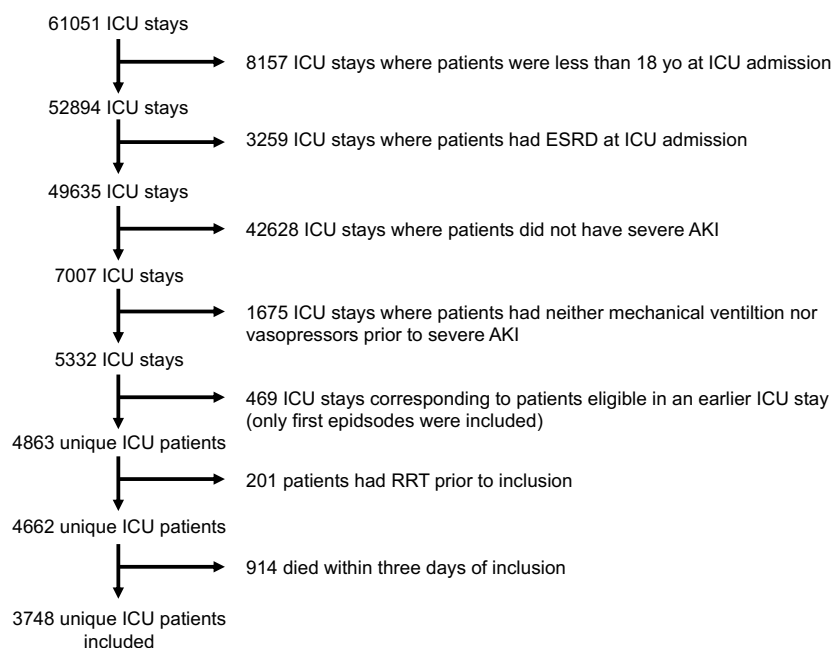 61051 ICU stays
8157 ICU stays where patients were less than 18 yo at ICU admission
52894 ICU stays
3259 ICU stays where patients had ESRD at ICU admission
49635 ICU stays
42628 ICU stays where patients did not have severe AKI
7007 ICU stays
1675 ICU stays where patients had neither mechanical ventiltion nor
vasopressors prior to severe AKI
5332 ICU stays
469 ICU stays corresponding to patients eligible in an earlier ICU stay
(only first epidsodes were included)
4863 unique ICU patients
201 patients had RRT prior to inclusion
4662 unique ICU patients
914 died within three days of inclusion
3748 unique ICU patients
included